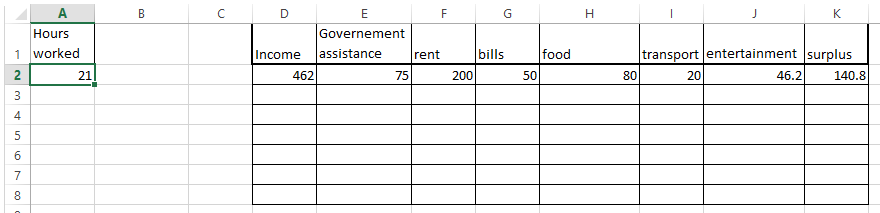 A B C D E F G H I J K
1 Hours worked Income Governement assistance rent bills food transport entertainment surplus
2 21 462 75 200 50 80 20 46.2 140.8
3
4
5
6
7
8